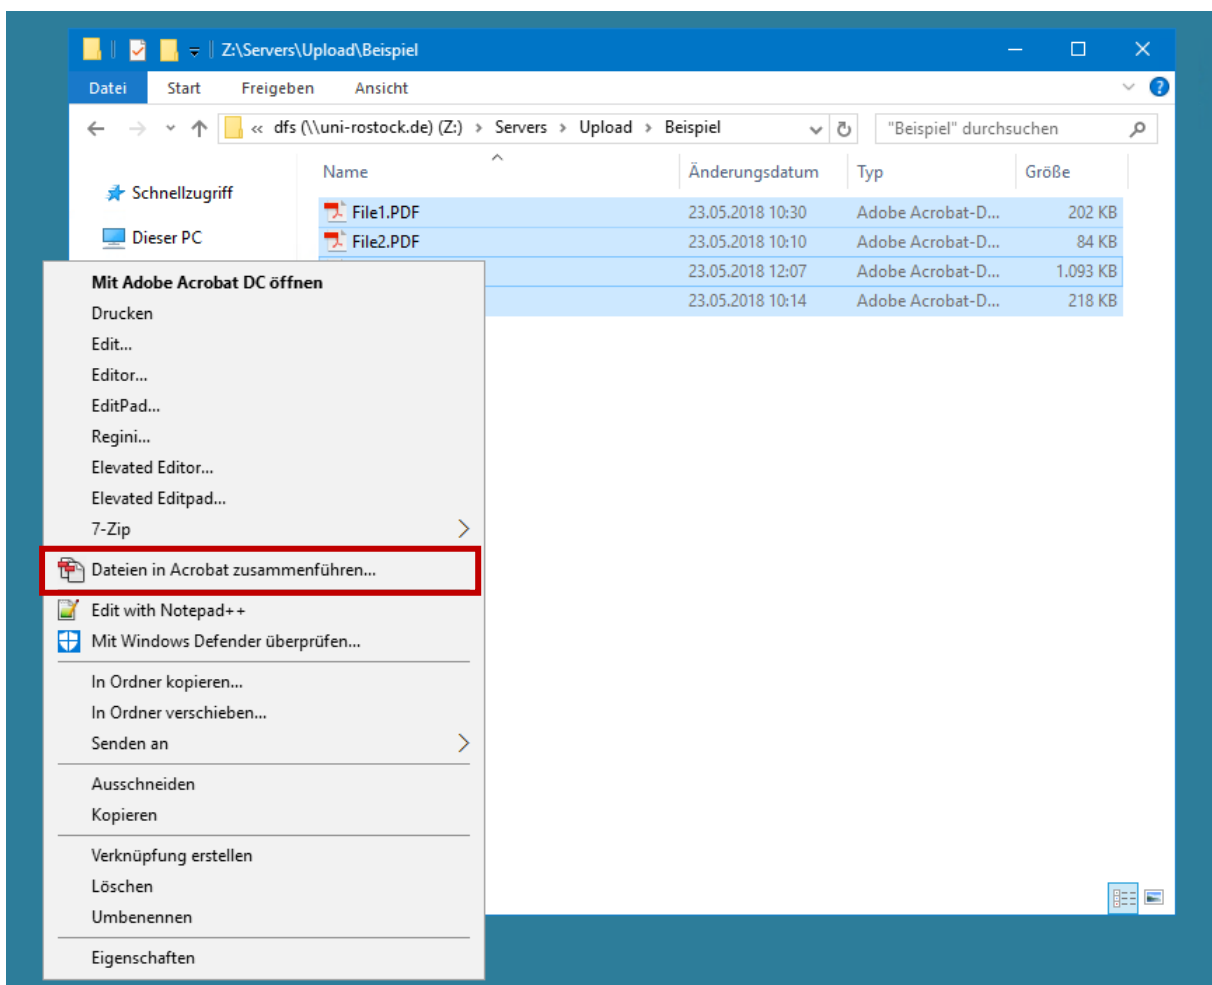 Z:\Servers\Upload\Beispiel
Datei Start Freigeben Ansicht
« dfs (\\uni-rostock.de) (Z:) > Servers > Upload > Beispiel "Beispiel" durchsuchen
Name Änderungsdatum Typ Größe
Schnellzugriff
File1.PDF 23.05.2018 10:30 Adobe Acrobat-D... 202 KB
Dieser PC
File2.PDF 23.05.2018 10:10 Adobe Acrobat-D... 84 KB
23.05.2018 12:07 Adobe Acrobat-D... 1.093 KB
23.05.2018 10:14 Adobe Acrobat-D... 218 KB
Mit Adobe Acrobat DC öffnen
Drucken
Edit...
Editor...
EditPad...
Regini...
Elevated Editor...
Elevated Editpad...
7-Zip
Dateien in Acrobat zusammenführen...
Edit with Notepad++
Mit Windows Defender überprüfen...
In Ordner kopieren...
In Ordner verschieben...
Senden an
Ausschneiden
Kopieren
Verknüpfung erstellen
Löschen
Umbenennen
Eigenschaften